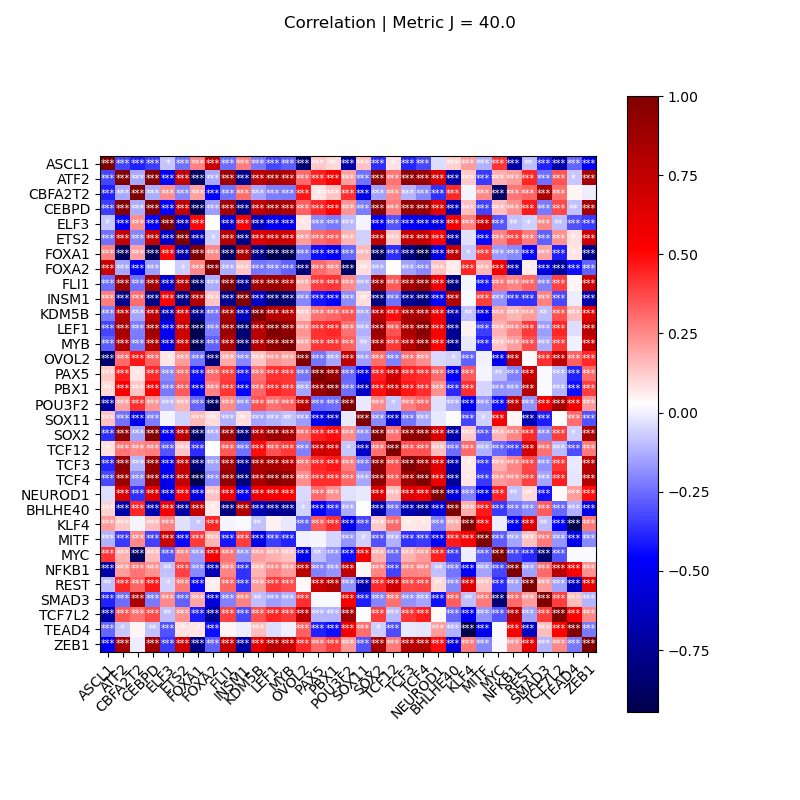 Correlation | Metric J = 40.0
ASCL1
ATF2
CBFA2T2
CEBPD
ELF3
ETS2
FOXA1
FOXA2
FLI1
INSM1
KDM5B
LEF1
MYB
OVOL2
PAX5
PBX1
POU3F2
SOX11
SOX2
TCF12
TCF3
TCF4
NEUROD1
BHLHE40
KLF4
MITF
MYC
NFKB1
REST
SMAD3
TCF7L2
TEAD4
ZEB1
ASCL1
ATF2
CBFA2T2
CEBPD
ELF3
ETS2
FOXA1
FOXA2
FLI1
INSM1
KDM5B
LEF1
MYB
OVOL2
PAX5
PBX1
POU3F2
SOX11
SOX2
TCF12
TCF3
TCF4
NEUROD1
BHLHE40
KLF4
MITF
MYC
NFKB1
REST
SMAD3
TCF7L2
TEAD4
ZEB1
1.00
0.75
0.50
0.25
0.00
−0.25
−0.50
−0.75